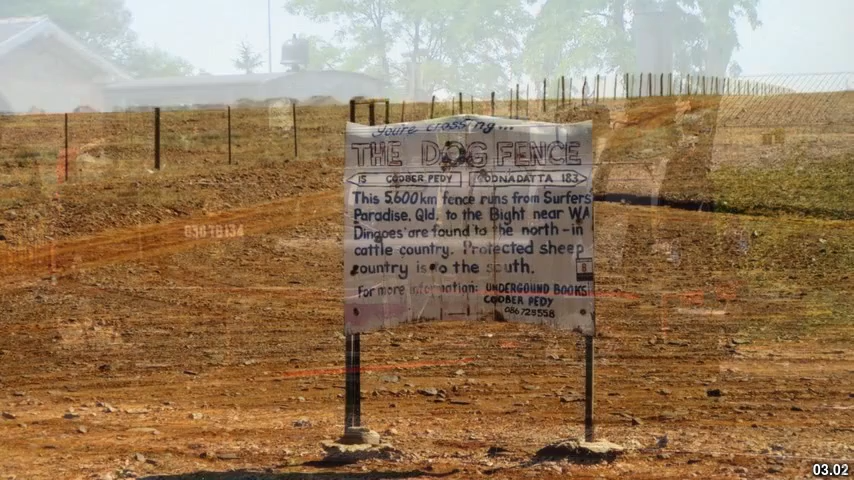 You're Crossing...
THE DOG FENCE
15 COOBER PEDY OODNADATTA 183
This 5,600km fence runs from Surfers
Paradise, Qld. to the Bight near WA
Dingoes are found to the north - in
cattle country. Protected sheep
country is to the south.
For more information: UNDERGOUND BOOKS
COOBER PEDY
086725558
03.02